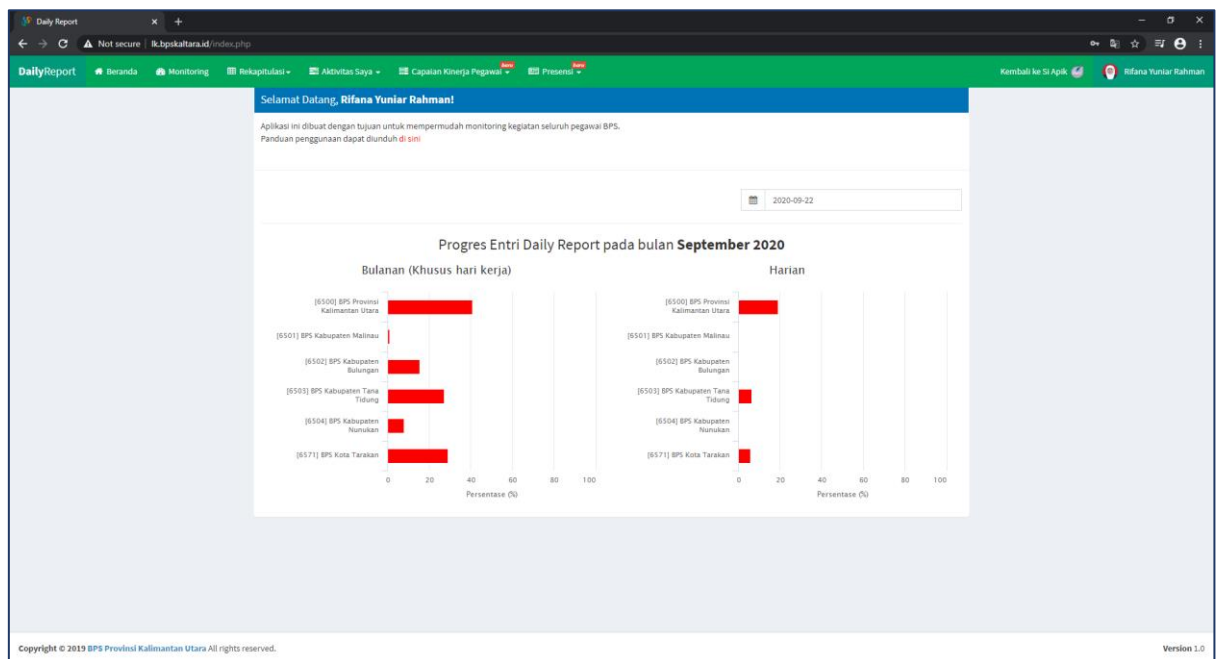 Daily Report
Not secure lk.bpskaltara.id/index.php
DailyReport Beranda Monitoring Rekapitulasi Aktivitas Saya Capaian Kinerja Pegawai Baru Presensi Baru Kembali ke Si Apik Rifana Yuniar Rahman
Selamat Datang, Rifana Yuniar Rahman!
Aplikasi ini dibuat dengan tujuan untuk mempermudah monitoring kegiatan seluruh pegawai BPS.
Panduan penggunaan dapat diunduh di sini
2020-09-22
Progres Entri Daily Report pada bulan September 2020
Bulanan (Khusus hari kerja)
[6500] BPS Provinsi
Kalimantan Utara
[6501] BPS Kabupaten Malinau
[6502] BPS Kabupaten
Bulungan
[6503] BPS Kabupaten Tana
Tidung
[6504] BPS Kabupaten
Nunukan
[6571] BPS Kota Tarakan
0 20 40 60 80 100
Persentase (%)
Harian
[6500] BPS Provinsi
Kalimantan Utara
[6501] BPS Kabupaten Malinau
[6502] BPS Kabupaten
Bulungan
[6503] BPS Kabupaten Tana
Tidung
[6504] BPS Kabupaten
Nunukan
[6571] BPS Kota Tarakan
0 20 40 60 80 100
Persentase (%)
Copyright © 2019 BPS Provinsi Kalimantan Utara All rights reserved. Version 1.0